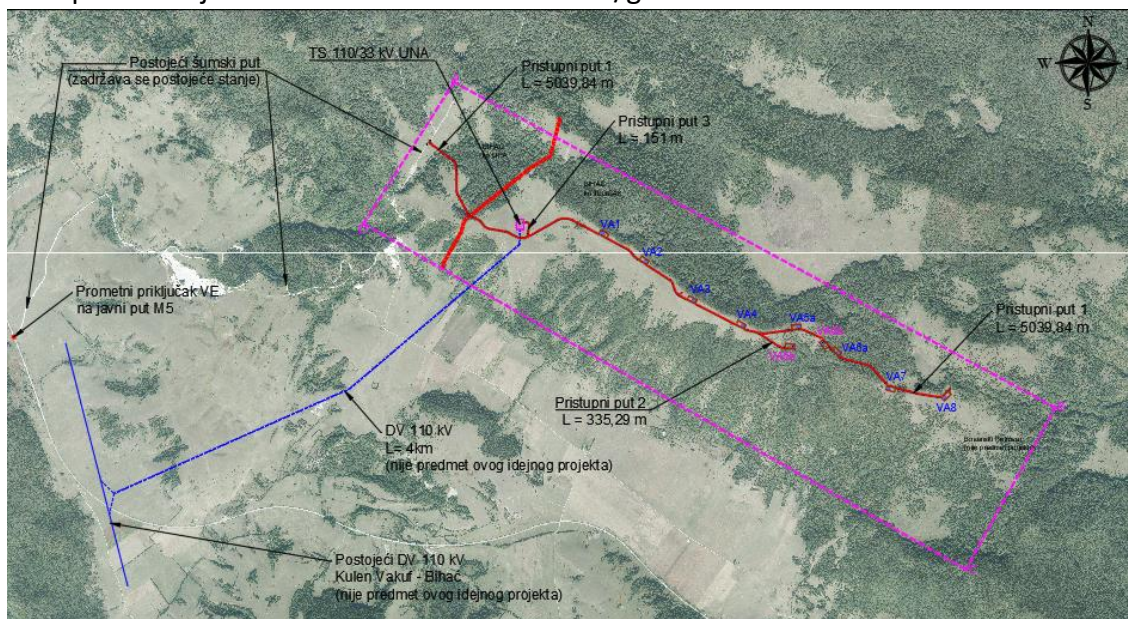 TS 110/33 kV UNA
Postojeći šumski put
(zadržava se postojeće stanje)
Pristupni put 1
L = 5039,84 m
Pristupni put 3
L = 151 m
N
W
S
BIHAĆ
BIHAĆ
VA1
VA2
VA3
VA4
VA5a
VA6a
VA7
VA8
Prometni priključak VE
na javni put M5
Pristupni put 1
L = 5039,84 m
Pristupni put 2
L = 335,29 m
DV 110 kV
L= 4km
(nije predmet ovog idejnog projekta)
Postojeći DV 110 kV
Kulen Vakuf - Bihać
(nije predmet ovog idejnog projekta)